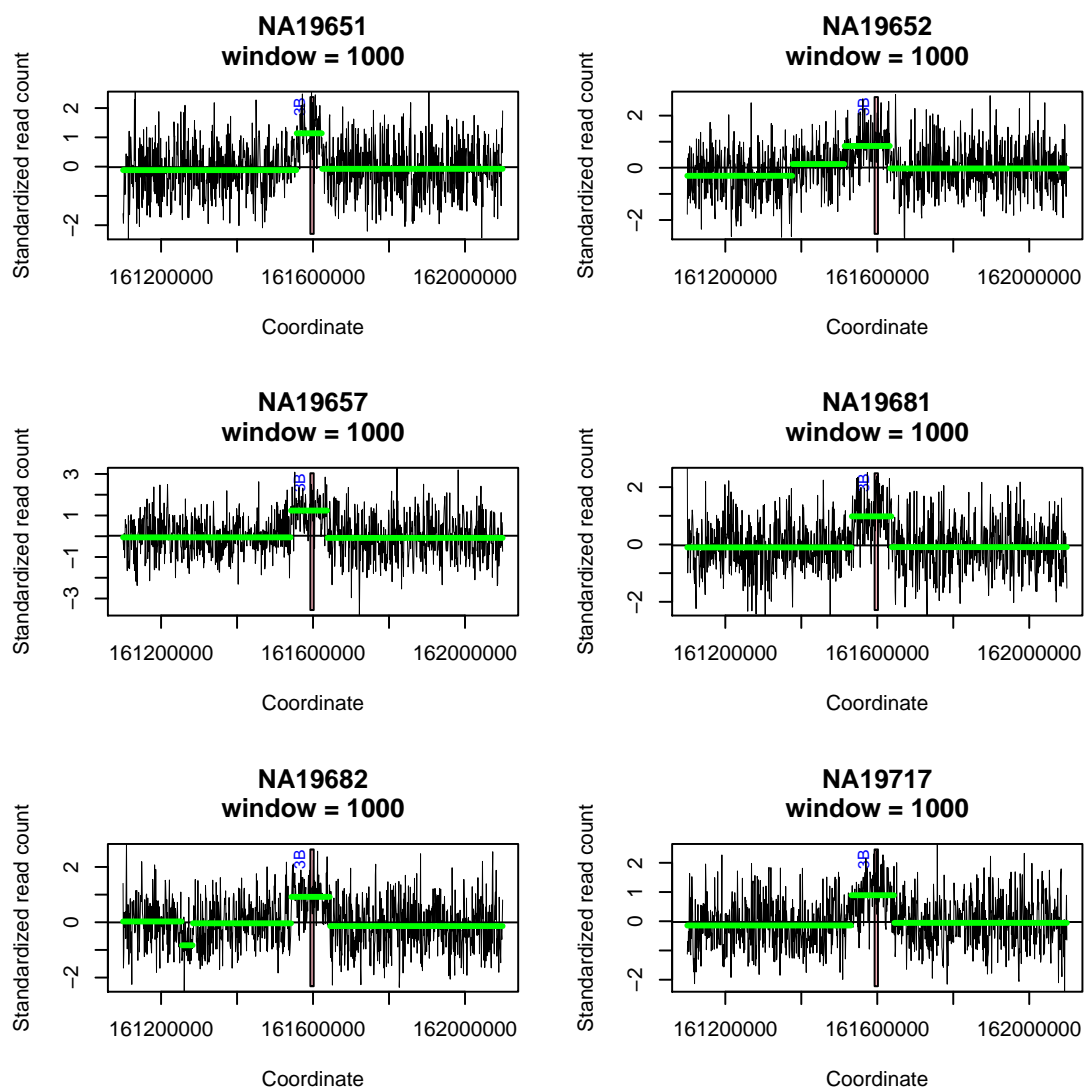 NA19651
window = 1000
Standardized read count
2
1
0
−2
3B
161200000 161600000 162000000
Coordinate
NA19652
window = 1000
Standardized read count
2
0
−2
3B
161200000 161600000 162000000
Coordinate
NA19657
window = 1000
Standardized read count
3
1
−1
−3
3B
161200000 161600000 162000000
Coordinate
NA19681
window = 1000
Standardized read count
2
0
−2
3B
161200000 161600000 162000000
Coordinate
NA19682
window = 1000
Standardized read count
2
0
−2
3B
161200000 161600000 162000000
Coordinate
NA19717
window = 1000
Standardized read count
2
1
0
−2
3B
161200000 161600000 162000000
Coordinate